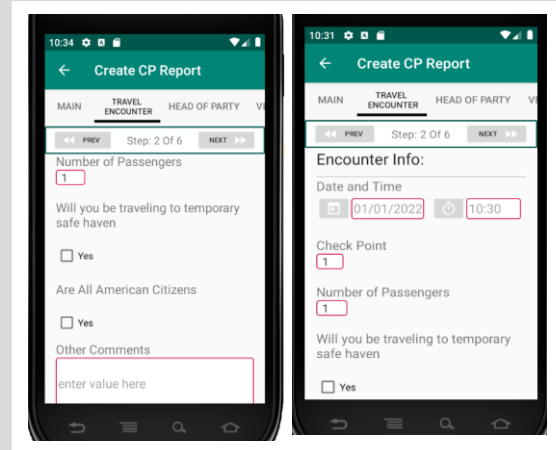 10:34
Create CP Report
MAIN
TRAVEL
ENCOUNTER
HEAD OF PARTY
VI
PREV
Step: 2 Of 6
NEXT
Number of Passengers
1
Will you be traveling to temporary
safe haven
Yes
Are All American Citizens
Yes
Other Comments
enter value here
10:31
Create CP Report
MAIN
TRAVEL
ENCOUNTER
HEAD OF PARTY
VI
PREV
Step: 2 Of 6
NEXT
Encounter Info:
Date and Time
01/01/2022
10:30
Check Point
1
Number of Passengers
1
Will you be traveling to temporary
safe haven
Yes